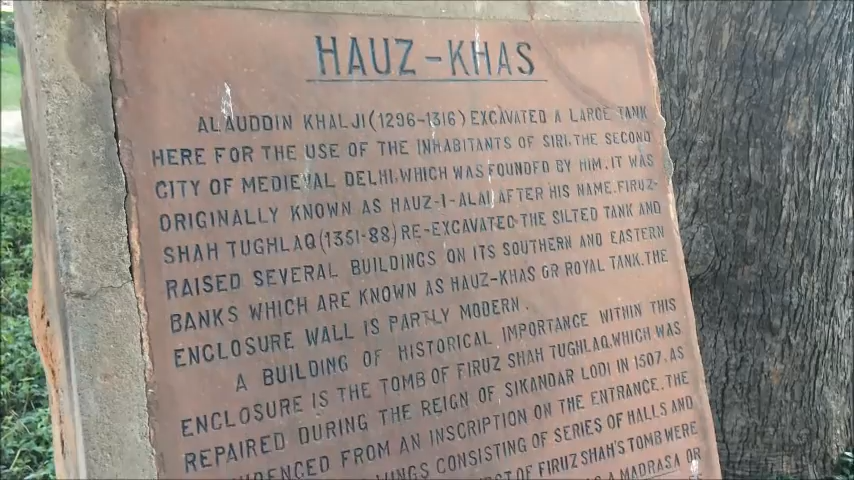 HAUZ-KHAS
ALAUDDIN KHALJI (1296-1316) EXCAVATED A LARGE TANK
HERE FOR THE USE OF THE INHABITANTS OF SIRI, THE SECOND
CITY OF MEDIEVAL DELHI, WHICH WAS FOUNDED BY HIM. IT WAS
ORIGINALLY KNOWN AS HAUZ-I-ALAI AFTER HIS NAME. FIRUZ
SHAH TUGHLAQ (1351-88) RE-EXCAVATED THE SILTED TANK AND
RAISED SEVERAL BUILDINGS ON ITS SOUTHERN AND EASTERN
BANKS WHICH ARE KNOWN AS HAUZ-KHAS OR ROYAL TANK. THE
ENCLOSURE WALL IS PARTLY MODERN.
A BUILDING OF HISTORICAL IMPORTANCE WITHIN THIS
ENCLOSURE IS THE TOMB OF FIRUZ SHAH TUGHLAQ WHICH WAS
REPAIRED DURING THE REIGN OF SIKANDAR LODI IN 1507. A
FROM AN INSCRIPTION ON THE ENTRANCE. THE
CONSISTING OF SERIES OF HALLS AND
OF FIRUZ SHAH'S TOMB WERE
AS A MADRASA OR